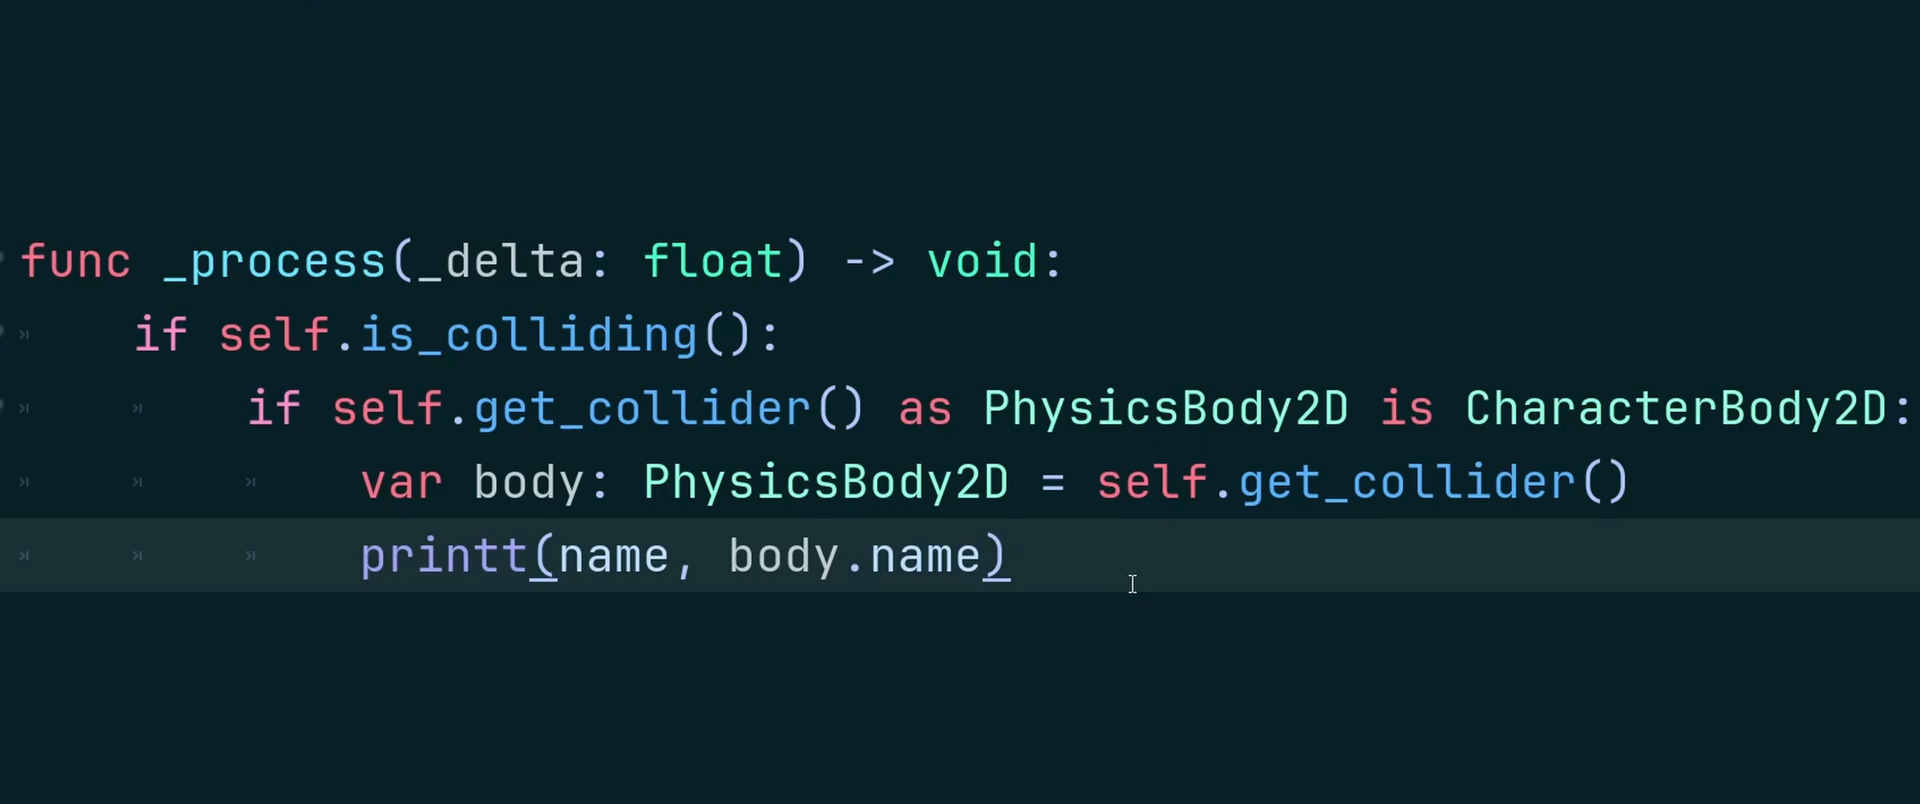 func _process(_delta: float) -> void:
if self.is_colliding():
if self.get_collider() as PhysicsBody2D is CharacterBody2D:
var body: PhysicsBody2D = self.get_collider()
printt(name, body.name)